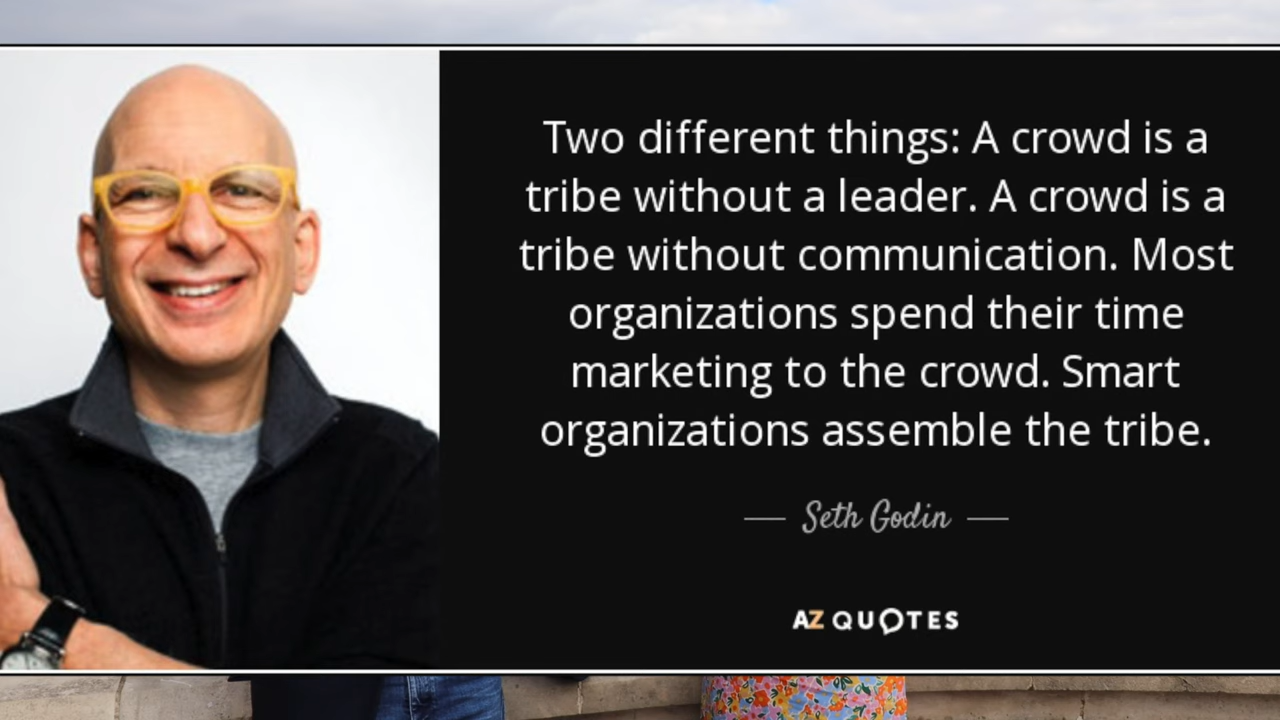 Two different things: A crowd is a
tribe without a leader. A crowd is a
tribe without communication. Most
organizations spend their time
marketing to the crowd. Smart
organizations assemble the tribe.
Seth Godin
AZ QUOTES